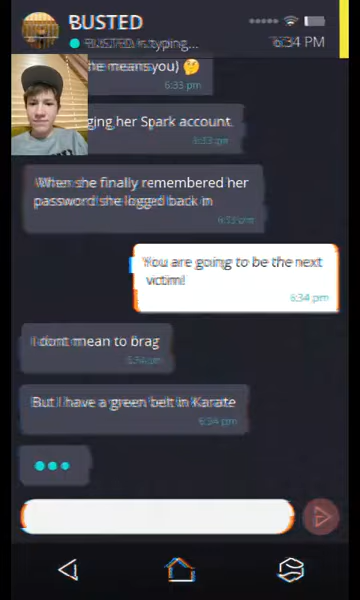 BUSTED
BUSTED is typing...
6:34 PM
he means you) 🤔
6:33 pm
ging her Spark account
6:33 pm
When she finally remembered her
password she logged back in
6:33 pm
You are going to be the next
victim!
6:34 pm
I dont mean to brag
6:34 pm
But I have a green belt in Karate
6:34 pm